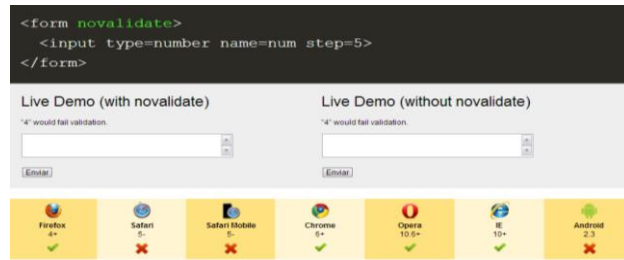 <form novalidate>
<input type=number name=num step=5>
</form>
Live Demo (with novalidate)
"4" would fail validation.
Enviar
Live Demo (without novalidate)
"4" would fail validation.
Enviar
Firefox
4+
Safari
5-
Safari Mobile
5-
Chrome
6+
Opera
10.6+
IE
10+
Android
2.3